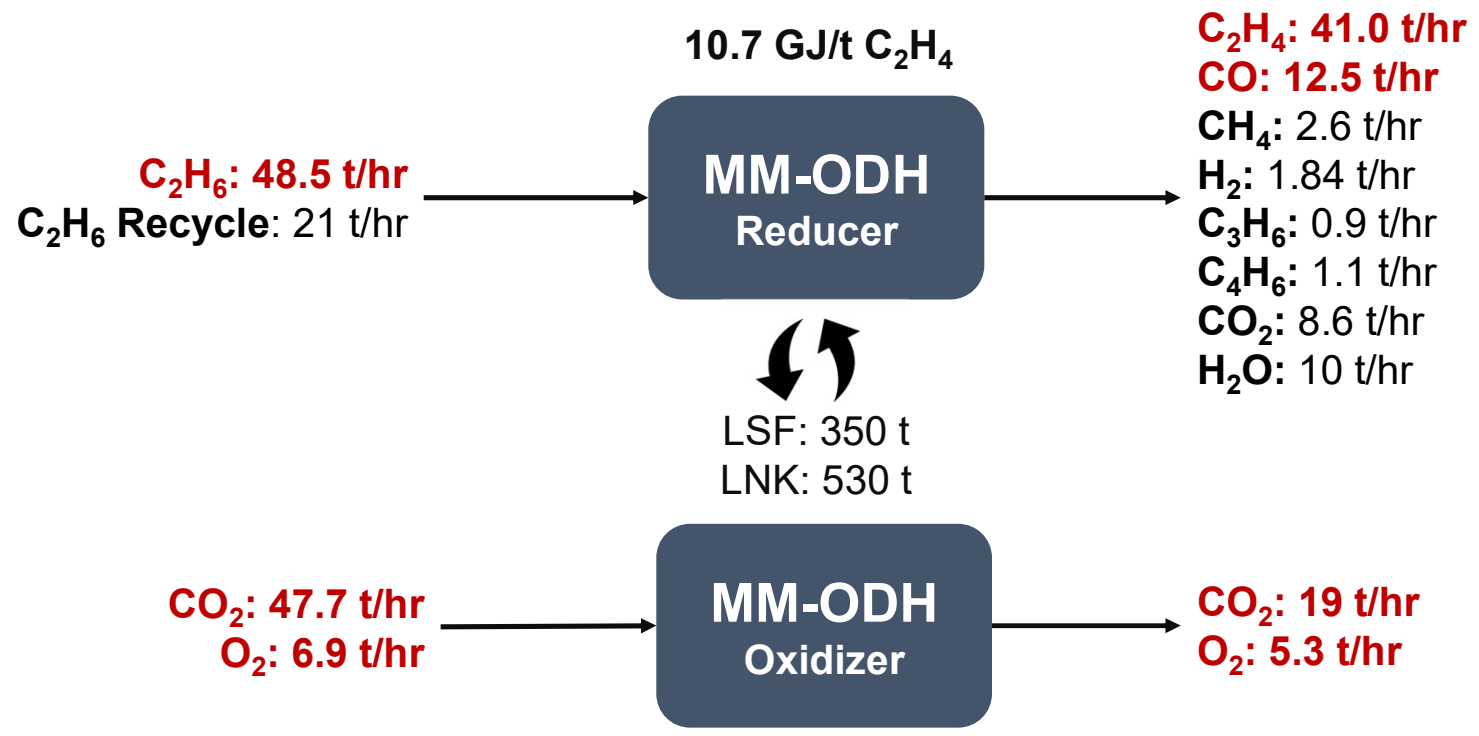 10.7 GJ/t C₂H₄
C₂H₆: 48.5 t/hr
C₂H₆ Recycle: 21 t/hr
MM-ODH
Reducer
C₂H₄: 41.0 t/hr
CO: 12.5 t/hr
CH₄: 2.6 t/hr
H₂: 1.84 t/hr
C₃H₆: 0.9 t/hr
C₄H₆: 1.1 t/hr
CO₂: 8.6 t/hr
H₂O: 10 t/hr
LSF: 350 t
LNK: 530 t
CO₂: 47.7 t/hr
O₂: 6.9 t/hr
MM-ODH
Oxidizer
CO₂: 19 t/hr
O₂: 5.3 t/hr